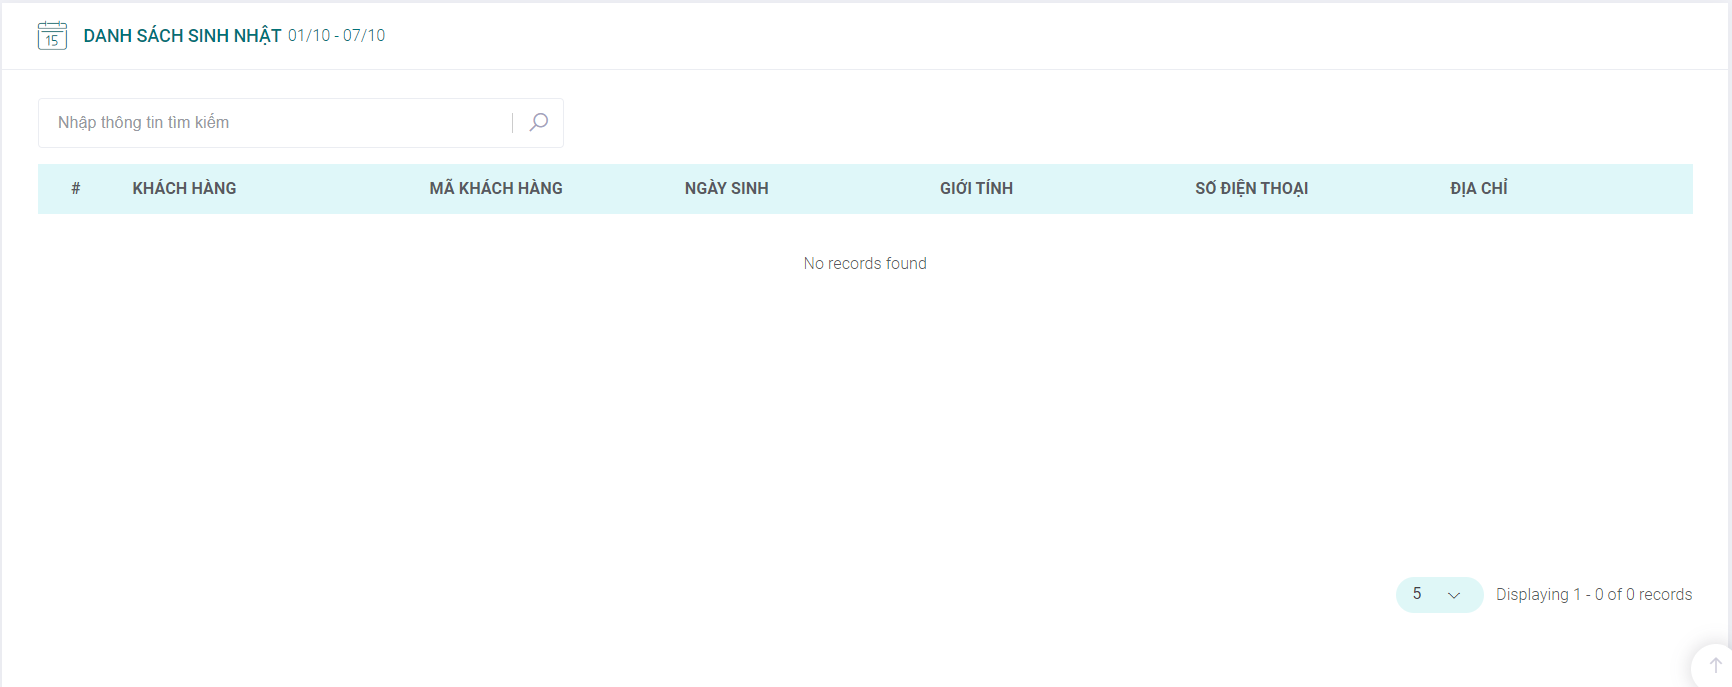 15 DANH SÁCH SINH NHẬT 01/10 - 07/10
Nhập thông tin tìm kiếm
# KHÁCH HÀNG MÃ KHÁCH HÀNG NGÀY SINH GIỚI TÍNH SỐ ĐIỆN THOẠI ĐỊA CHỈ
No records found
5 Displaying 1 - 0 of 0 records